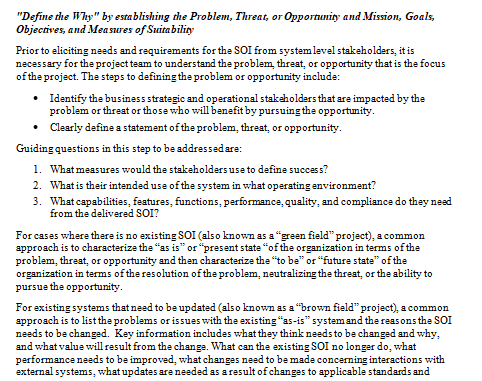 "Define the Why" by establishing the Problem, Threat, or Opportunity and Mission, Goals,
Objectives, and Measures of Suitability
Prior to eliciting needs and requirements for the SOI from system level stakeholders, it is
necessary for the project team to understand the problem, threat, or opportunity that is the focus
of the project. The steps to defining the problem or opportunity include:
• Identify the business strategic and operational stakeholders that are impacted by the
problem or threat or those who will benefit by pursuing the opportunity.
• Clearly define a statement of the problem, threat, or opportunity.
Guiding questions in this step to be addressed are:
1. What measures would the stakeholders use to define success?
2. What is their intended use of the system in what operating environment?
3. What capabilities, features, functions, performance, quality, and compliance do they need
from the delivered SOI?
For cases where there is no existing SOI (also known as a "green field" project), a common
approach is to characterize the "as is" or "present state "of the organization in terms of the
problem, threat, or opportunity and then characterize the "to be" or "future state" of the
organization in terms of the resolution of the problem, neutralizing the threat, or the ability to
pursue the opportunity.
For existing systems that need to be updated (also known as a "brown field" project), a common
approach is to list the problems or issues with the existing "as-is" system and the reasons the SOI
needs to be changed. Key information includes what they think needs to be changed and why,
and what value will result from the change. What can the existing SOI no longer do, what
performance needs to be improved, what changes need to be made concerning interactions with
external systems, what updates are needed as a result of changes to applicable standards and